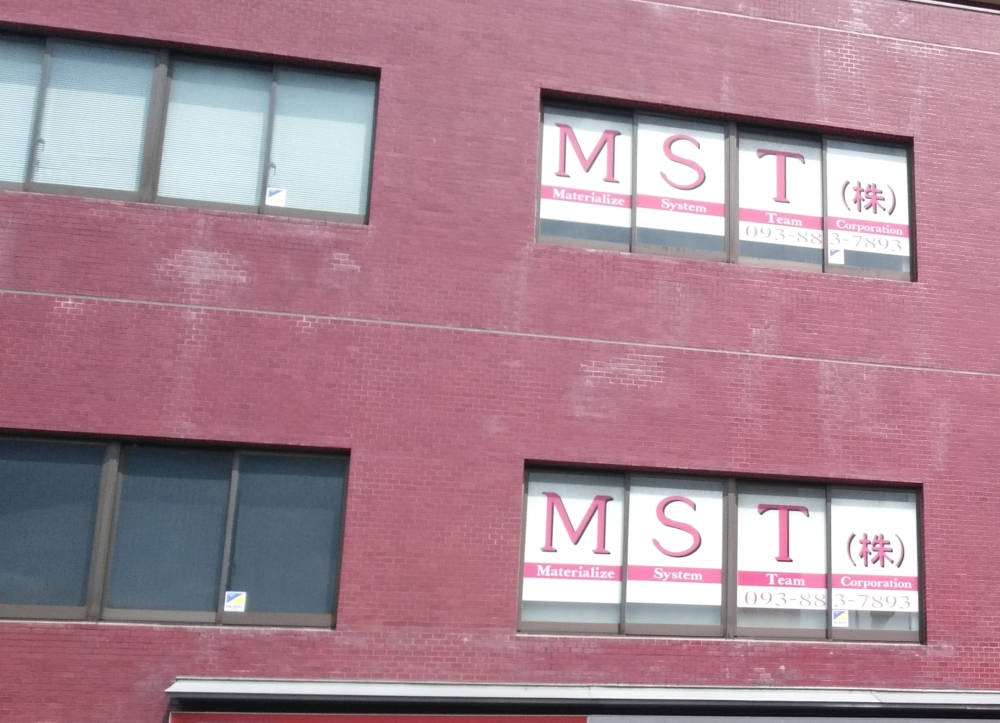 MST(株)
Materialize System Team Corporation
093-883-7893
MST(株)
Materialize System Team Corporation
093-883-7893